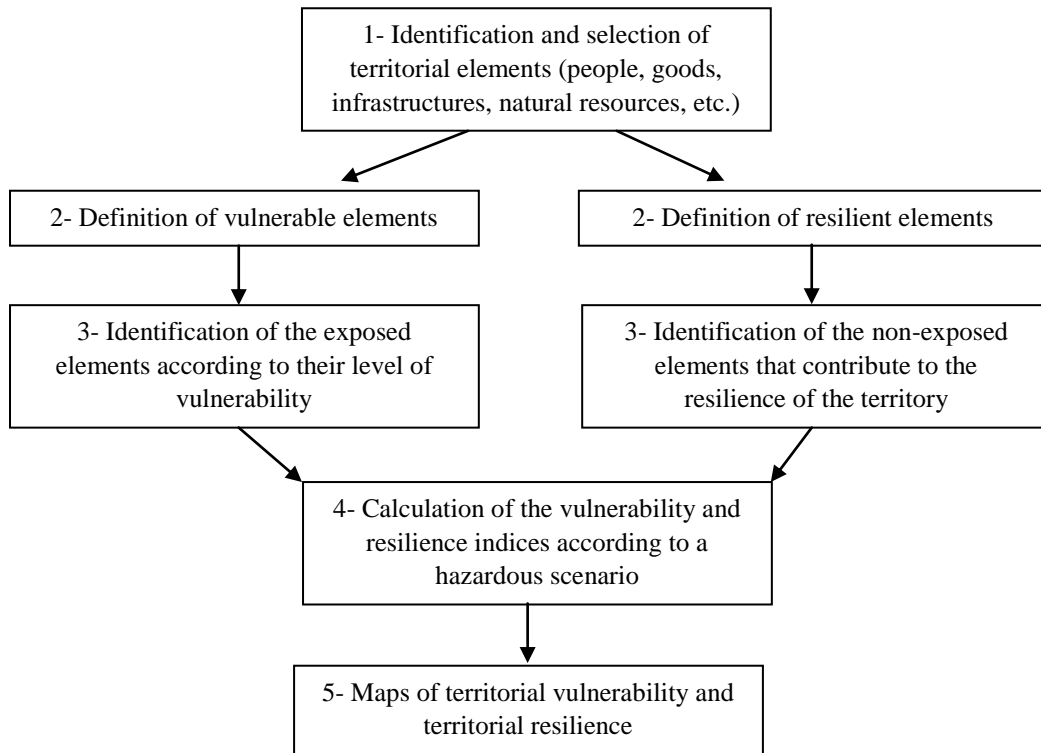 1- Identification and selection of
territorial elements (people, goods,
infrastructures, natural resources, etc.)
2- Definition of vulnerable elements
2- Definition of resilient elements
3- Identification of the exposed
elements according to their level of
vulnerability
3- Identification of the non-exposed
elements that contribute to the
resilience of the territory
4- Calculation of the vulnerability and
resilience indices according to a
hazardous scenario
5- Maps of territorial vulnerability and
territorial resilience